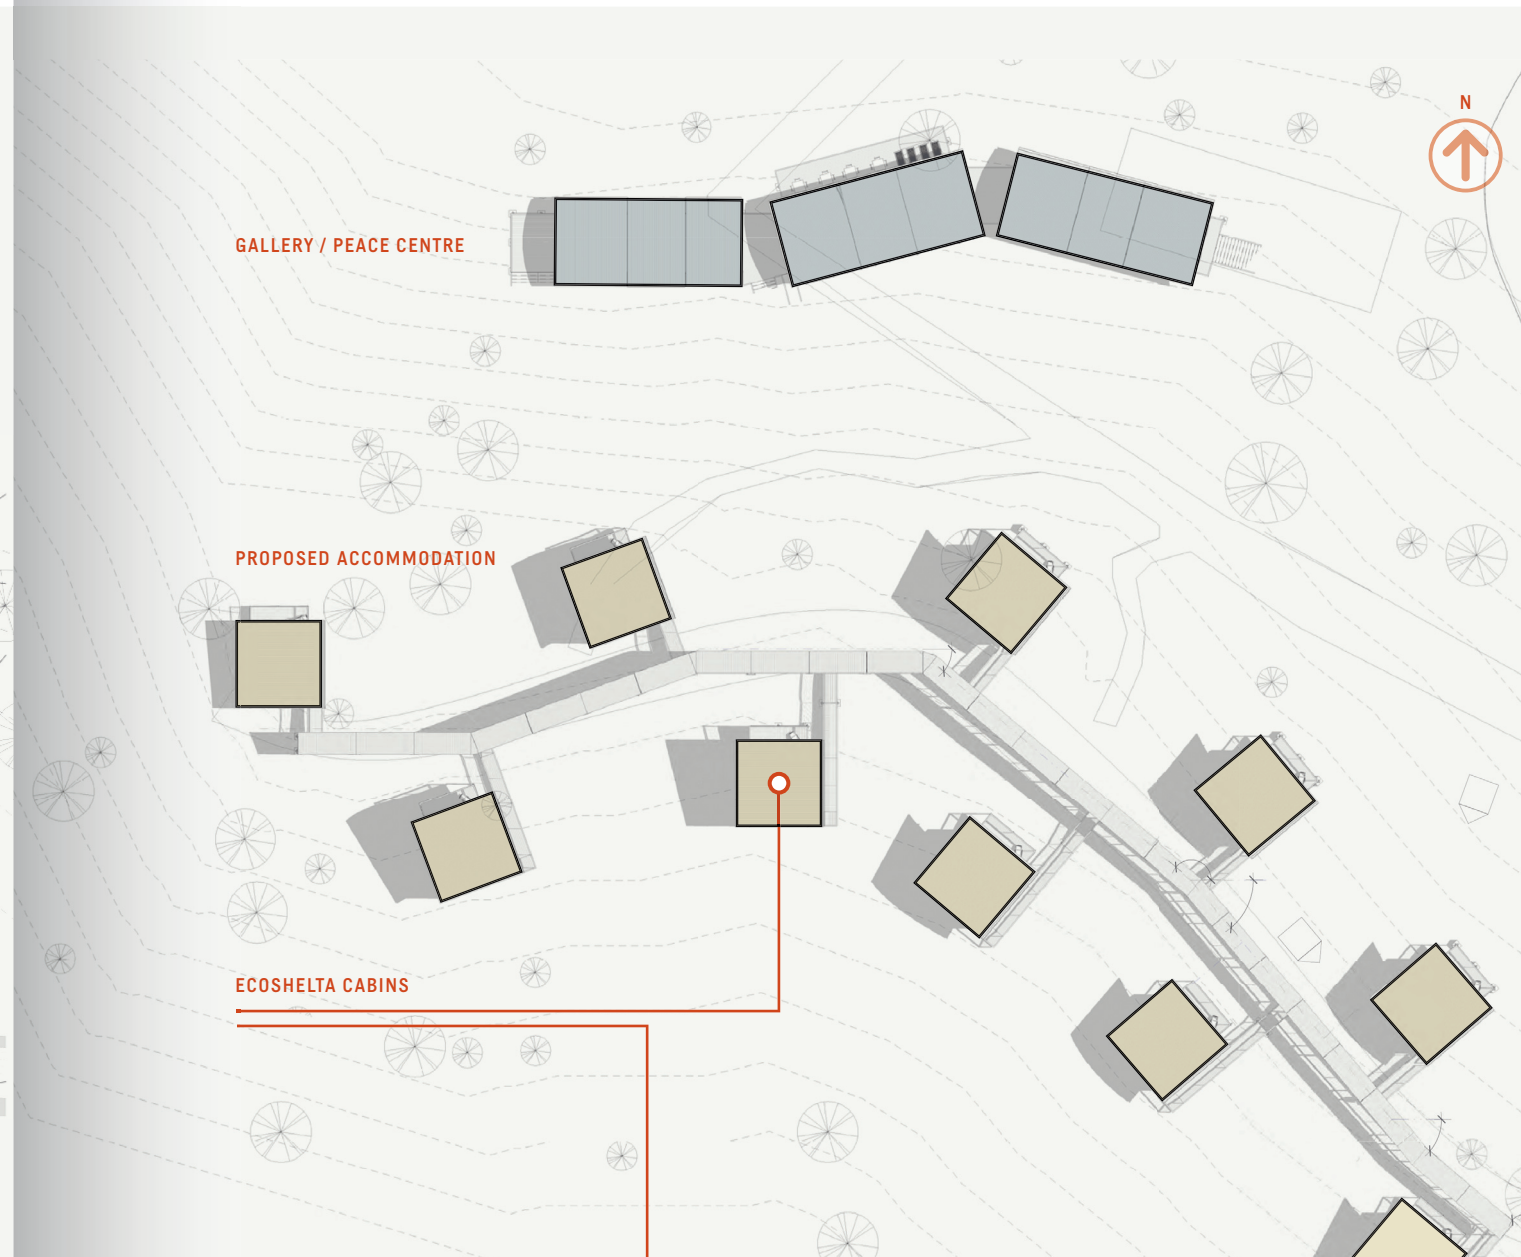 N
GALLERY / PEACE CENTRE
PROPOSED ACCOMMODATION
ECOSHELTA CABINS